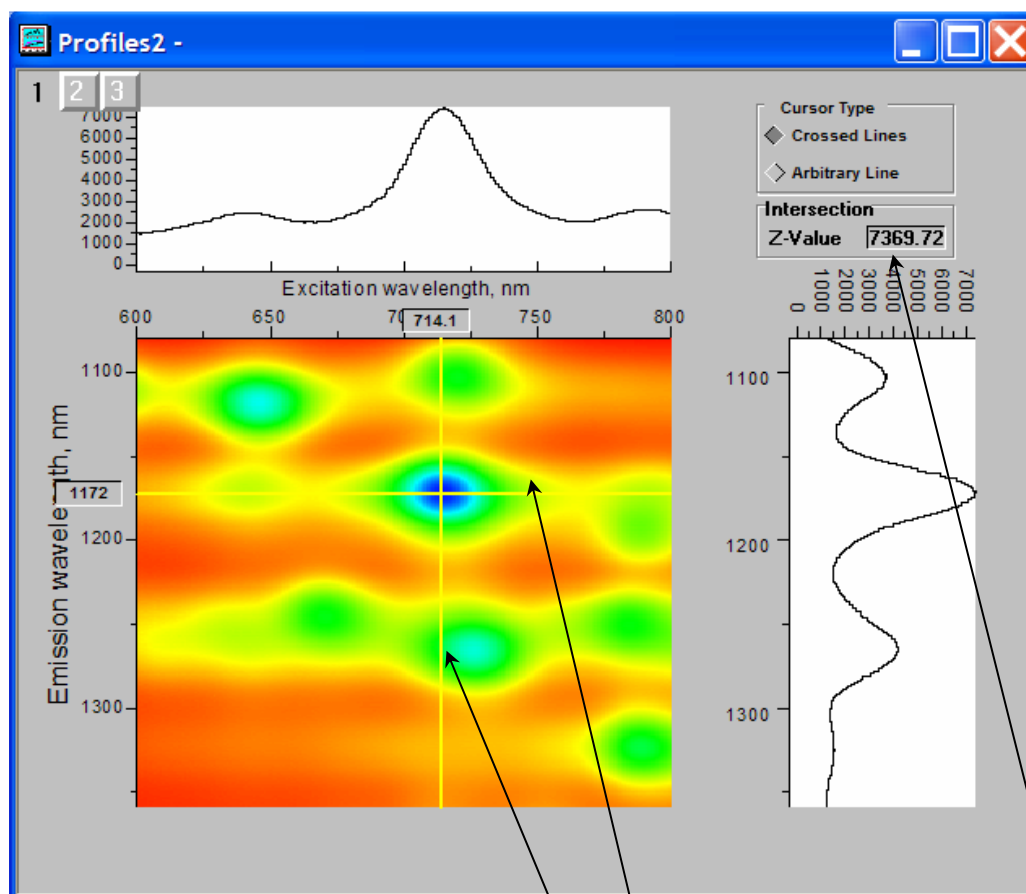 Profiles2 -
1 2 3
7000
6000
5000
4000
3000
2000
1000
0
Excitation wavelength, nm
600 650 70 714.1 750 800
Emission wavelength, nm
1100
1172
1200
1300
Cursor Type
Crossed Lines
Arbitrary Line
Intersection
Z-Value 7369.72
0 1000 2000 3000 4000 5000 6000 7000
1100
1200
1300